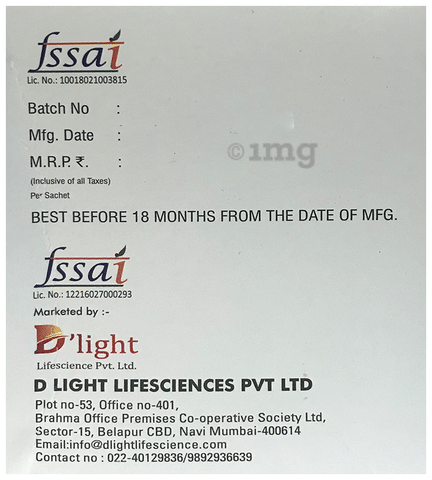 fssai
Lic. No.: 10018021003815
Batch No :
Mfg. Date :
M.R.P. ₹. :
(Inclusive of all Taxes)
Per Sachet
©1mg
BEST BEFORE 18 MONTHS FROM THE DATE OF MFG.
fssai
Lic. No.: 12216027000293
Marketed by :-
D'light
Lifescience Pvt. Ltd.
D LIGHT LIFESCIENCES PVT LTD
Plot no-53, Office no-401,
Brahma Office Premises Co-operative Society Ltd,
Sector-15, Belapur CBD, Navi Mumbai-400614
Email:info@dlightlifescience.com
Contact no : 022-40129836/9892936639